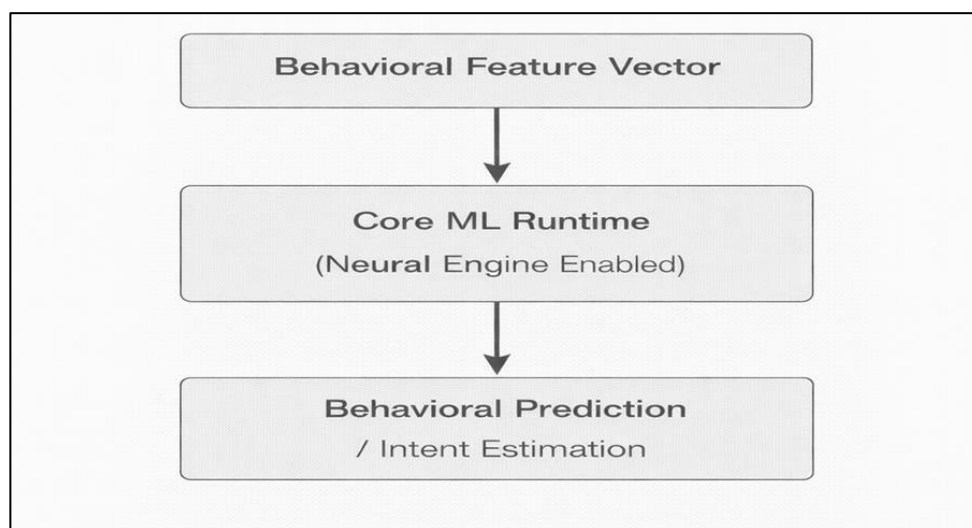 Behavioral Feature Vector
Core ML Runtime
(Neural Engine Enabled)
Behavioral Prediction
/ Intent Estimation